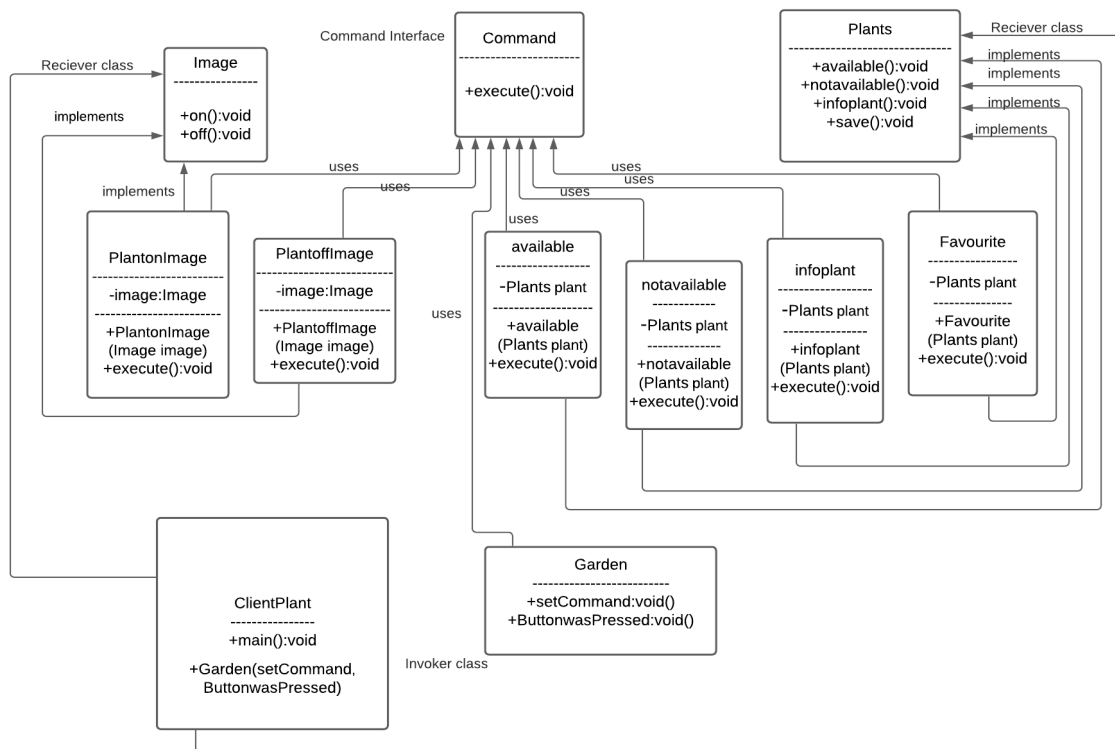 Command Interface
Command
-----------------------
+execute():void
Plants
-----------------------------
+available():void
+notavailable():void
+infoplant():void
+save():void
Reciever class
implements
implements
implements
implements
Reciever class
Image
----------------
+on():void
+off():void
implements
implements
uses
uses
uses
uses
uses
uses
uses
PlantonImage
-----------------------
-image:Image
-----------------------
+PlantonImage
(Image image)
+execute():void
PlantoffImage
-----------------------
-image:Image
-----------------------
+PlantoffImage
(Image image)
+execute():void
available
------------------
-Plants plant
------------------
+available
(Plants plant)
+execute():void
notavailable
-------------
-Plants plant
---------------
+notavailable
(Plants plant)
+execute():void
infoplant
------------------
-Plants plant
------------------
+infoplant
(Plants plant)
+execute():void
Favourite
----------------
-Plants plant
----------------
+Favourite
(Plants plant)
+execute():void
ClientPlant
----------------
+main():void
+Garden(setCommand,
ButtonwasPressed)
Invoker class
Garden
---------------------------
+setCommand:void()
+ButtonwasPressed:void()